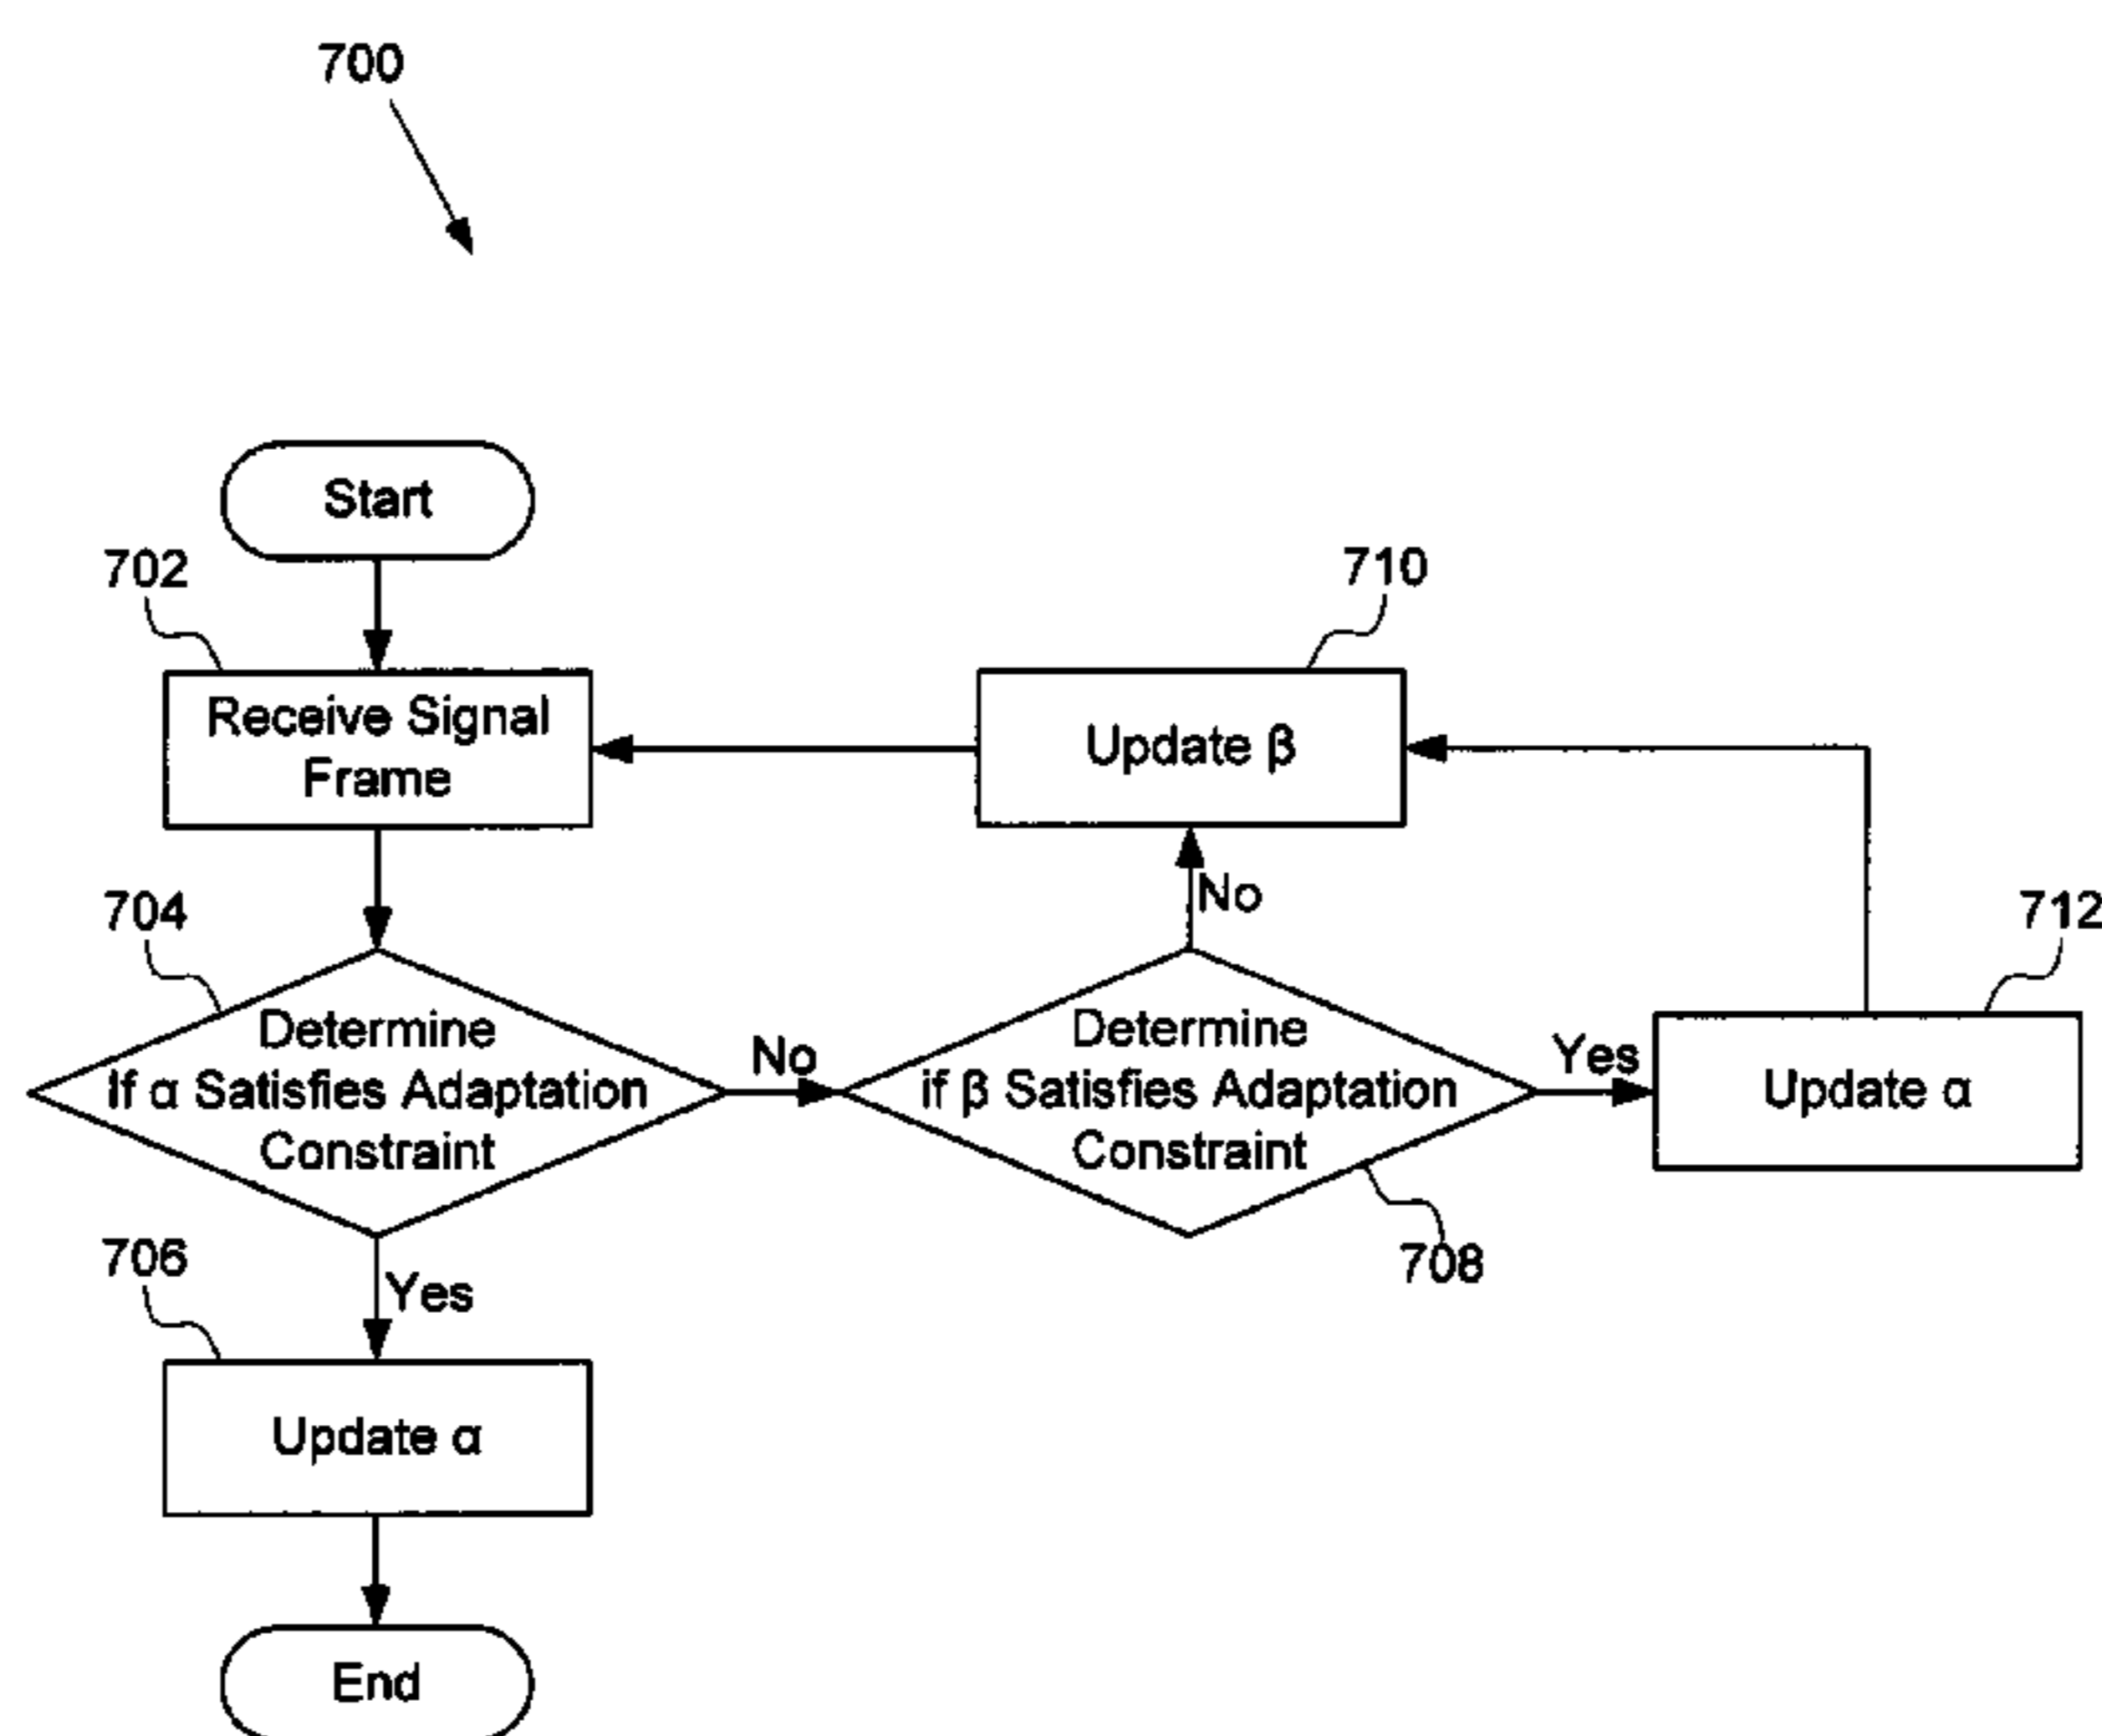 700
Start
702
Receive Signal
Frame
710
Update β
704
Determine
If α Satisfies Adaptation
Constraint
No
Determine
if β Satisfies Adaptation
Constraint
No
Yes
712
Update α
708
706
Yes
Update α
End